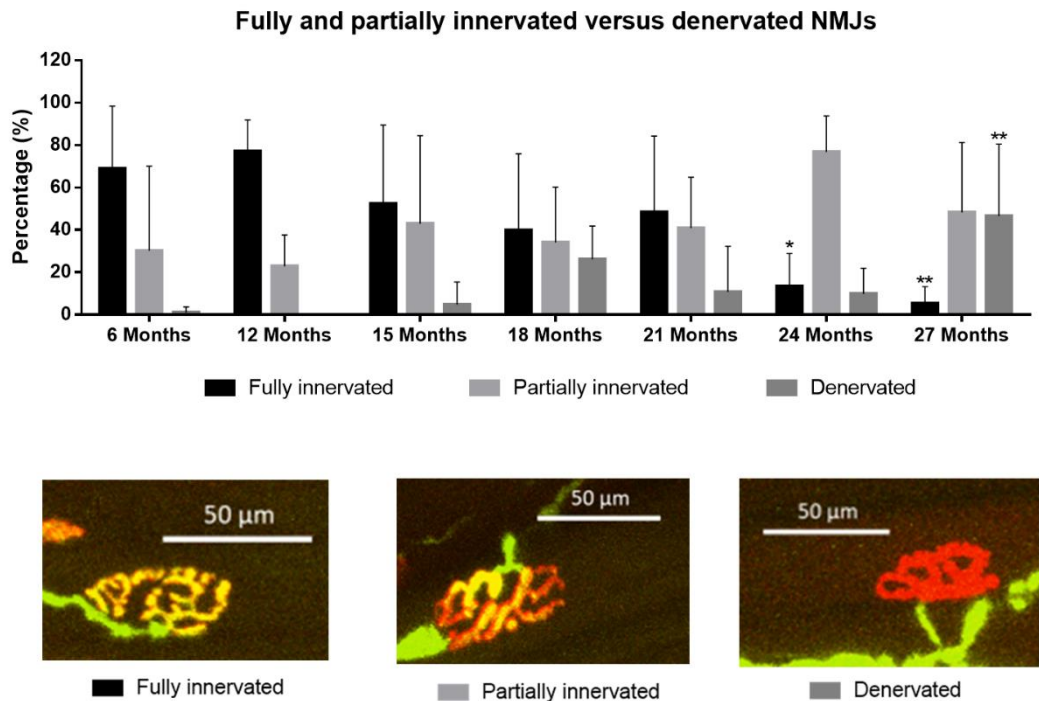 Fully and partially innervated versus denervated NMJs
Percentage (%)
120
100
80
60
40
20
0
*
**
**
6 Months 12 Months 15 Months 18 Months 21 Months 24 Months 27 Months
Fully innervated Partially innervated Denervated
50 µm 50 µm 50 µm
Fully innervated Partially innervated Denervated